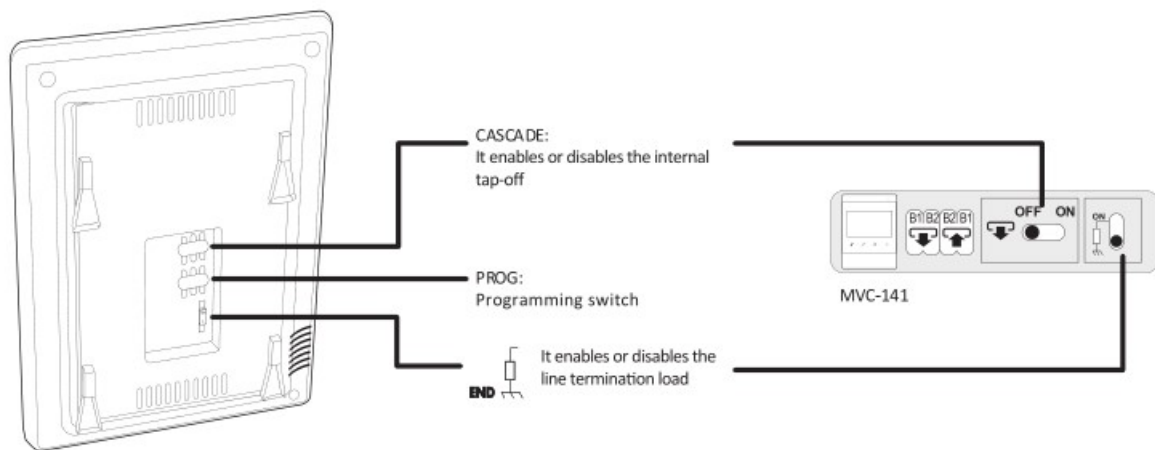 CASCADE:
It enables or disables the internal
tap-off
OFF ON
B1 B2 B2 B1
ON
PROG:
Programming switch
MVC-141
It enables or disables the
line termination load
END